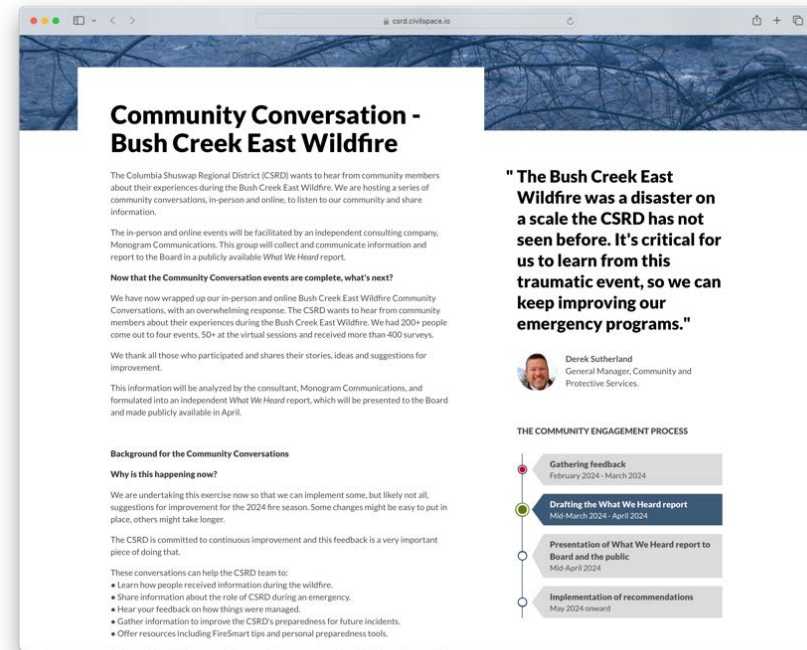 csrd.civilspace.io
Community Conversation -
Bush Creek East Wildfire
The Columbia Shuswap Regional District (CSRD) wants to hear from community members
about their experiences during the Bush Creek East Wildfire. We are hosting a series of
community conversations, in-person and online, to listen to our community and share
information.
The in-person and online events will be facilitated by an independent consulting company,
Monogram Communications. This group will collect and communicate information and
report to the Board in a publicly available What We Heard report.
Now that the Community Conversation events are complete, what's next?
We have now wrapped up our in-person and online Bush Creek East Wildfire Community
Conversations, with an overwhelming response. The CSRD wants to hear from community
members about their experiences during the Bush Creek East Wildfire. We had 200+ people
come out to four events, 50+ at the virtual sessions and received more than 400 surveys.
We thank all those who participated and shares their stories, ideas and suggestions for
improvement.
This information will be analyzed by the consultant, Monogram Communications, and
formulated into an independent What We Heard report, which will be presented to the Board
and made publicly available in April.
Background for the Community Conversations
Why is this happening now?
We are undertaking this exercise now so that we can implement some, but likely not all,
suggestions for improvement for the 2024 fire season. Some changes might be easy to put in
place, others might take longer.
The CSRD is committed to continuous improvement and this feedback is a very important
piece of doing that.
These conversations can help the CSRD team to:
• Learn how people received information during the wildfire.
• Share information about the role of CSRD during an emergency.
• Hear your feedback on how things were managed.
• Gather information to improve the CSRD's preparedness for future incidents.
• Offer resources including FireSmart tips and personal preparedness tools.
" The Bush Creek East
Wildfire was a disaster on
a scale the CSRD has not
seen before. It's critical for
us to learn from this
traumatic event, so we can
keep improving our
emergency programs."
Derek Sutherland
General Manager, Community and
Protective Services.
THE COMMUNITY ENGAGEMENT PROCESS
Gathering feedback
February 2024 - March 2024
Drafting the What We Heard report
Mid-March 2024 - April 2024
Presentation of What We Heard report to
Board and the public
Mid-April 2024
Implementation of recommendations
May 2024 onward